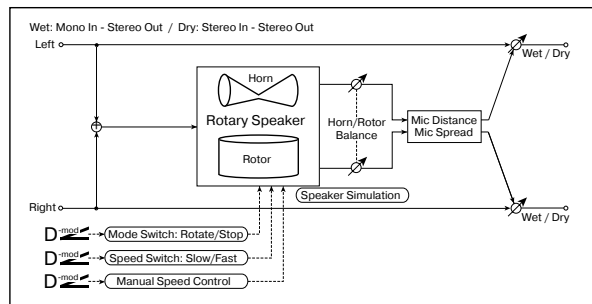 Wet: Mono In - Stereo Out / Dry: Stereo In - Stereo Out
Left
Wet / Dry
Horn
Rotary Speaker
Rotor
Horn/Rotor
Balance
Mic Distance
Mic Spread
Speaker Simulation
Right
Wet / Dry
D-mod
Mode Switch: Rotate/Stop
D-mod
Speed Switch: Slow/Fast
D-mod
Manual Speed Control